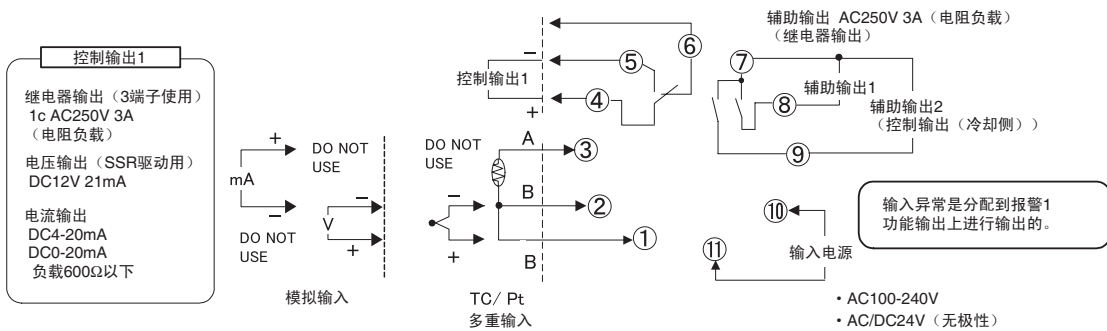 控制输出1
继电器输出（3端子使用）
1c AC250V 3A
（电阻负载）
电压输出（SSR驱动用）
DC12V 21mA
电流输出
DC4-20mA
DC0-20mA
负载600Ω以下
+
mA
−
DO NOT
USE
DO NOT
USE
−
V
+
模拟输入
DO NOT
USE
−
+
A
B
B
③
②
①
TC/ Pt
多重输入
−
控制输出1
+
⑥
⑤
④
辅助输出 AC250V 3A（电阻负载）
（继电器输出）
⑦
辅助输出1
⑧
辅助输出2
（控制输出（冷却侧））
⑨
⑩
⑪
输入电源
输入异常是分配到报警1
功能输出上进行输出的。
・AC100-240V
・AC/DC24V（无极性）